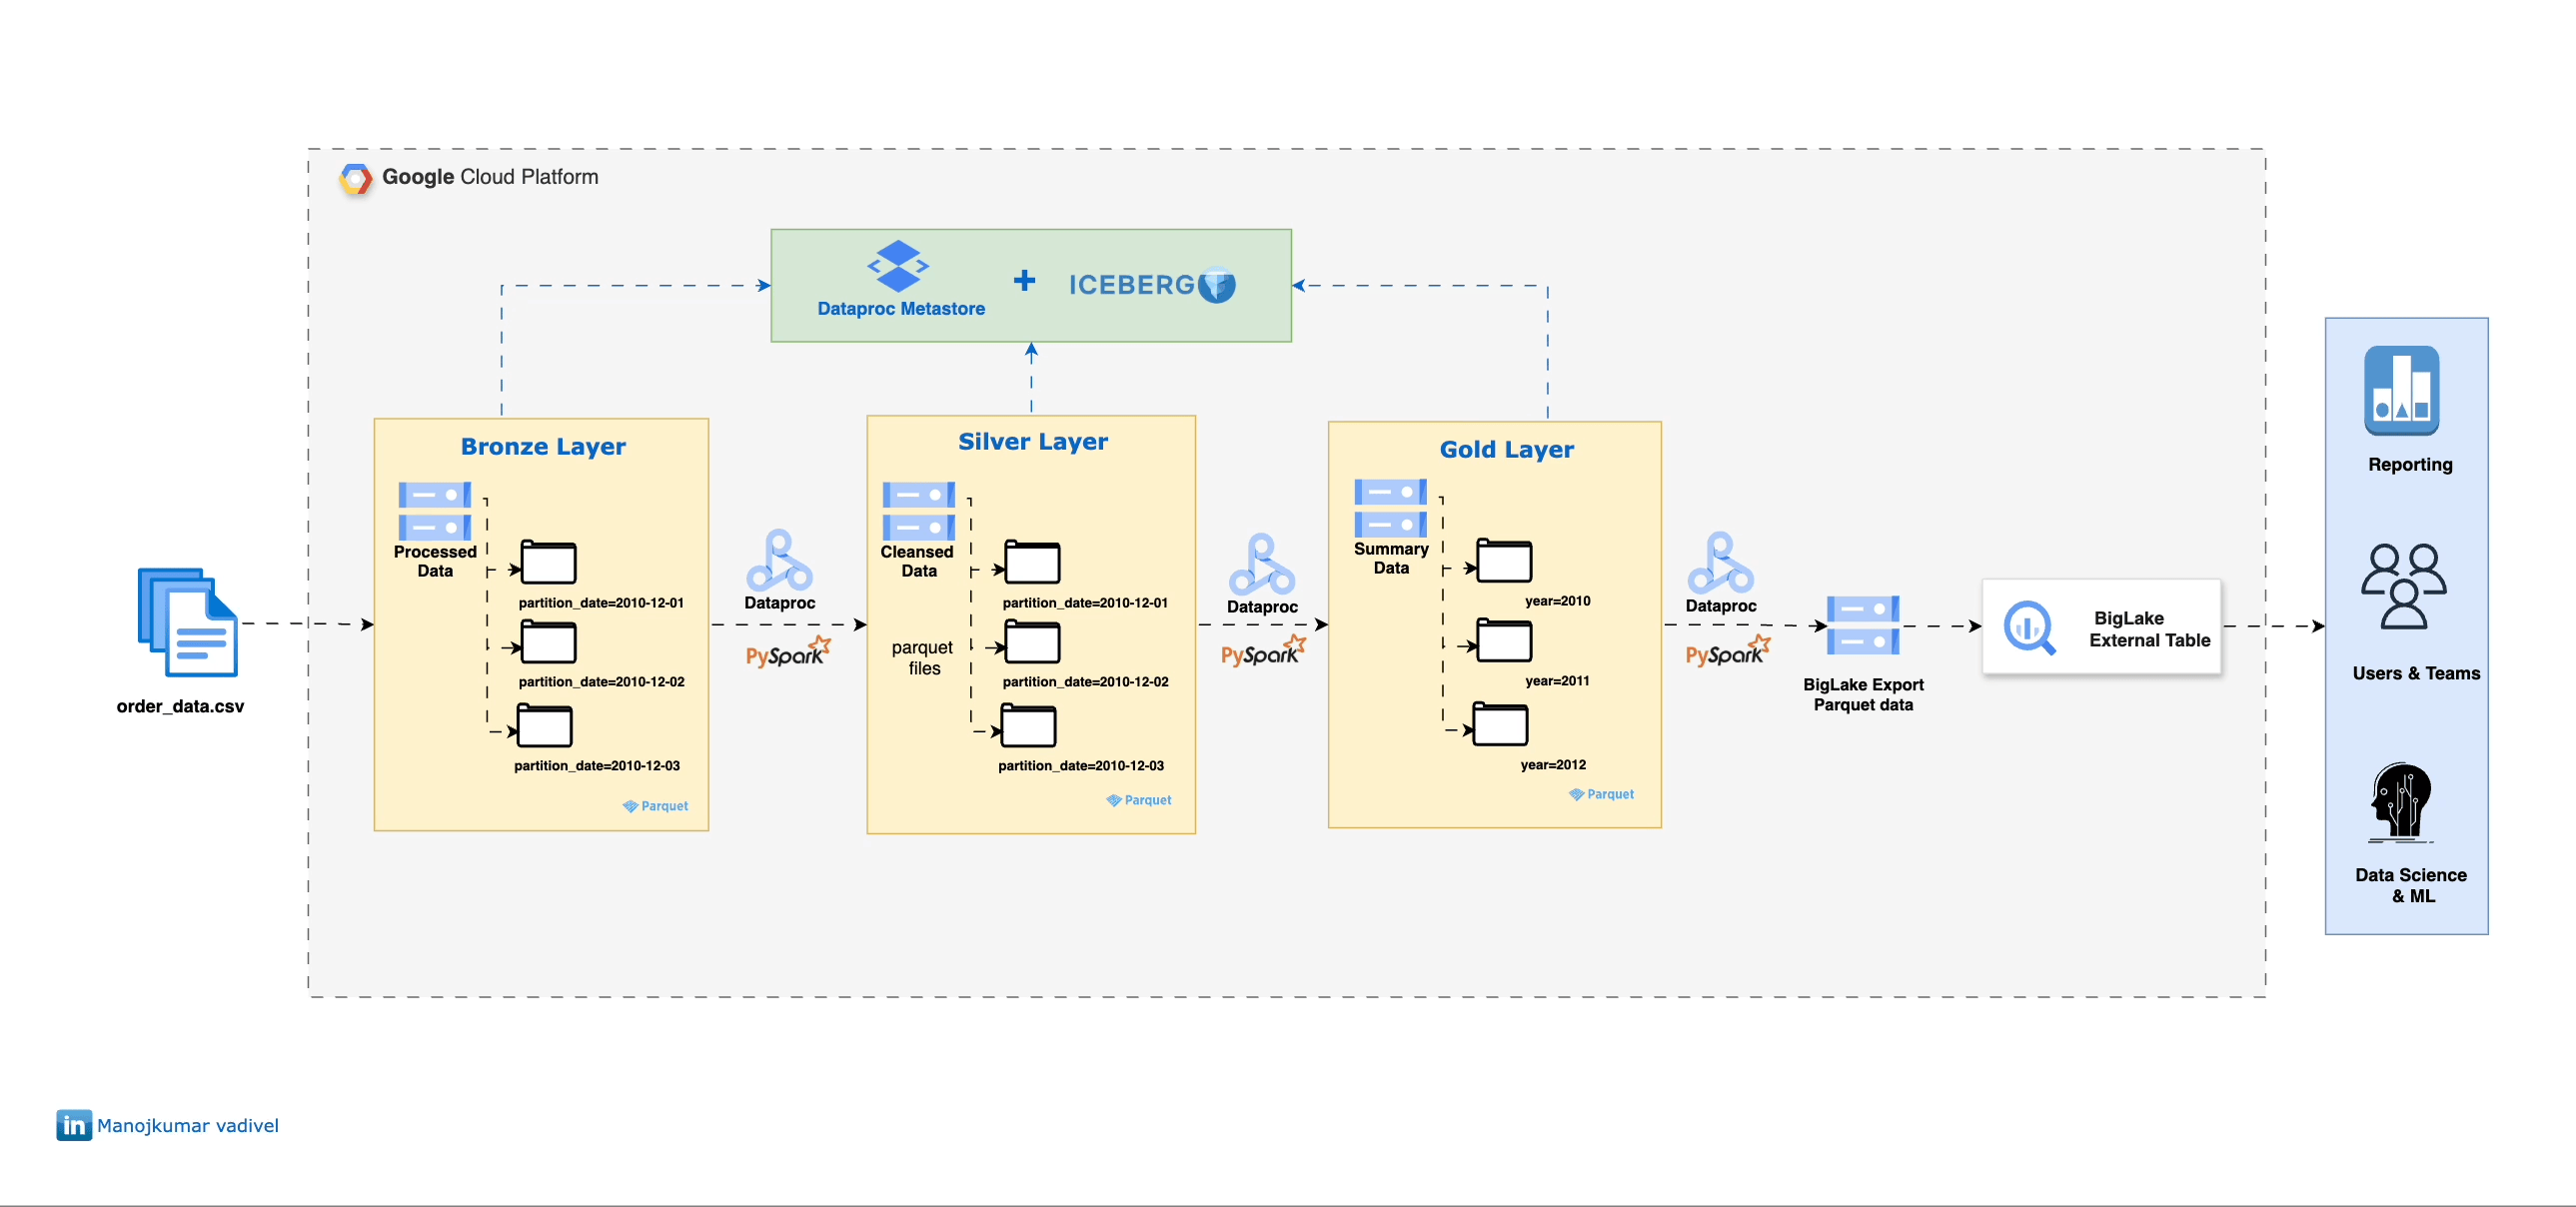 Google Cloud Platform
Dataproc Metastore
+
ICEBERG
Bronze Layer
Processed
Data
partition_date=2010-12-01
partition_date=2010-12-02
partition_date=2010-12-03
Parquet
Silver Layer
Cleansed
Data
parquet
files
partition_date=2010-12-01
partition_date=2010-12-02
partition_date=2010-12-03
Parquet
Gold Layer
Summary
Data
year=2010
year=2011
year=2012
Parquet
order_data.csv
Dataproc
PySpark
Dataproc
PySpark
Dataproc
PySpark
BigLake Export
Parquet data
BigLake
External Table
Reporting
Users & Teams
Data Science
& ML
in Manojkumar vadivel